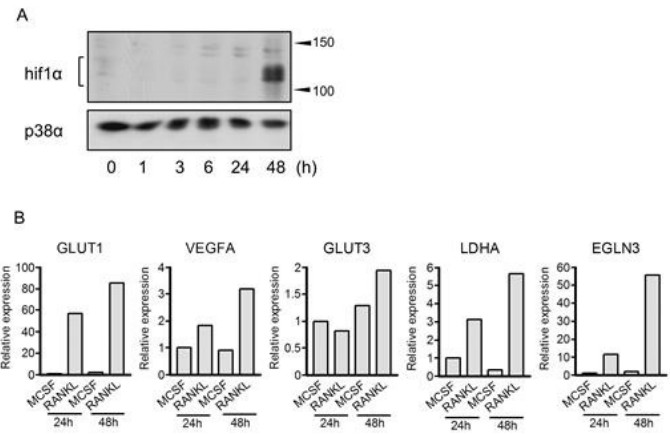 A
hif1α
150
100
p38α
0 1 3 6 24 48 (h)
B
GLUT1 VEGFA GLUT3 LDHA EGLN3
Relative expression
100
80
60
40
20
0
MCSF RANKL MCSF RANKL
24h 48h
Relative expression
4
3
2
1
0
MCSF RANKL MCSF RANKL
24h 48h
Relative expression
2
1.5
1
0.5
0
MCSF RANKL MCSF RANKL
24h 48h
Relative expression
6
5
4
3
2
1
0
MCSF RANKL MCSF RANKL
24h 48h
Relative expression
60
50
40
30
20
10
0
MCSF RANKL MCSF RANKL
24h 48h